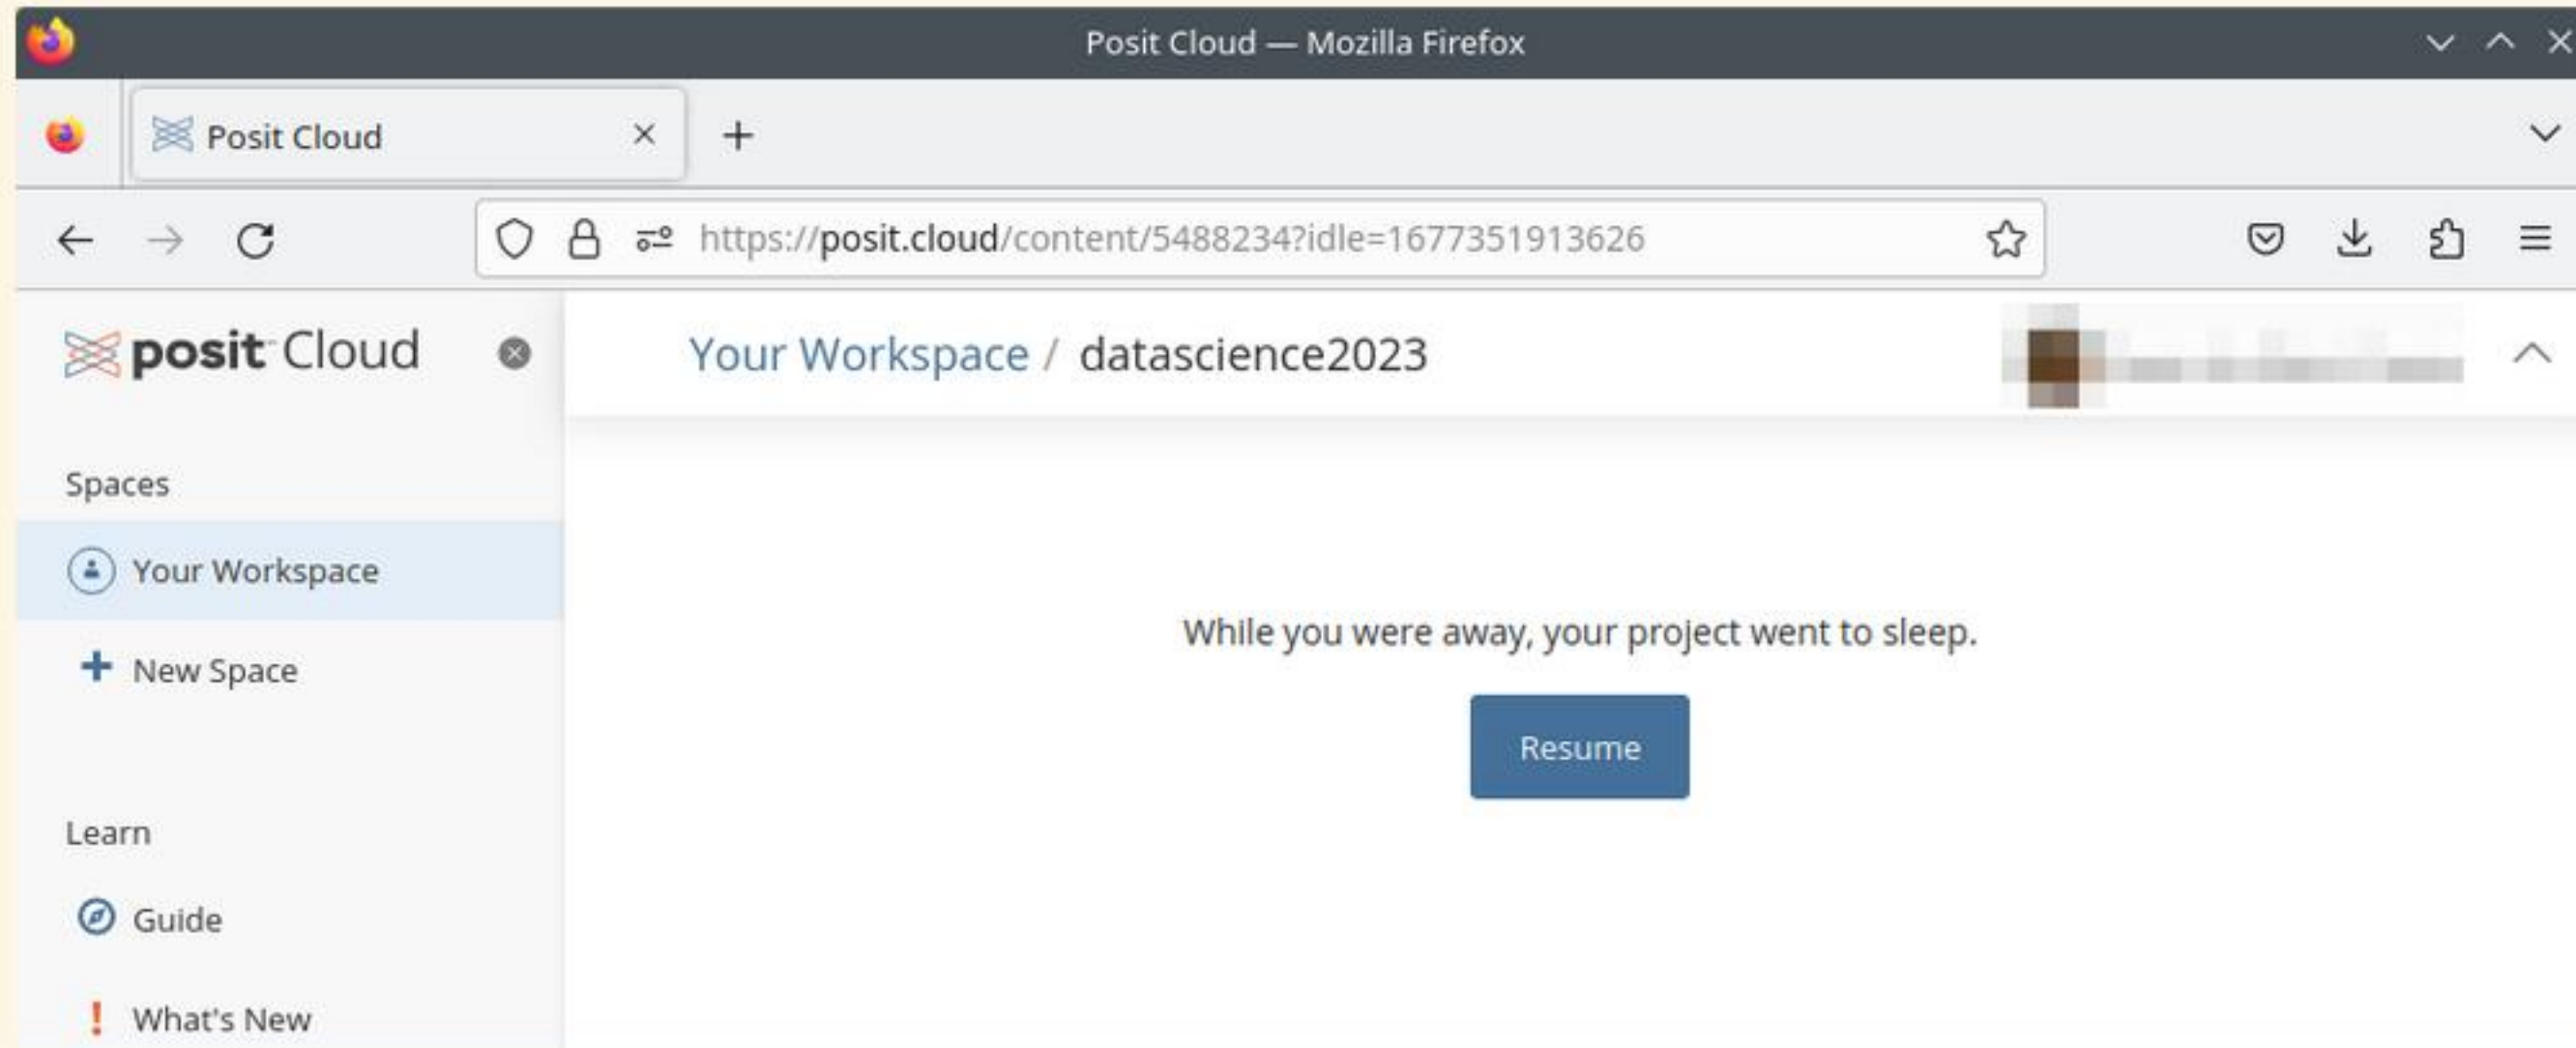 Posit Cloud — Mozilla Firefox
Posit Cloud
https://posit.cloud/content/5488234?idle=1677351913626
posit Cloud
Your Workspace / datascience2023
Spaces
Your Workspace
New Space
While you were away, your project went to sleep.
Resume
Learn
Guide
What's New